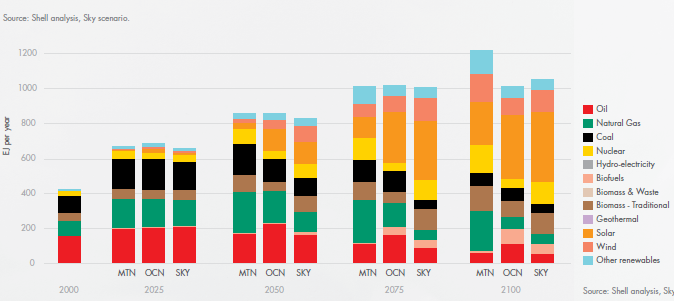 Source: Shell analysis, Sky scenario.
EJ per year
1200
1000
800
600
400
200
0
MTN OCN SKY MTN OCN SKY MTN OCN SKY MTN OCN SKY
2000 2025 2050 2075 2100
Oil
Natural Gas
Coal
Nuclear
Hydro-electricity
Biofuels
Biomass & Waste
Biomass - Traditional
Geothermal
Solar
Wind
Other renewables
Source: Shell analysis, Sky